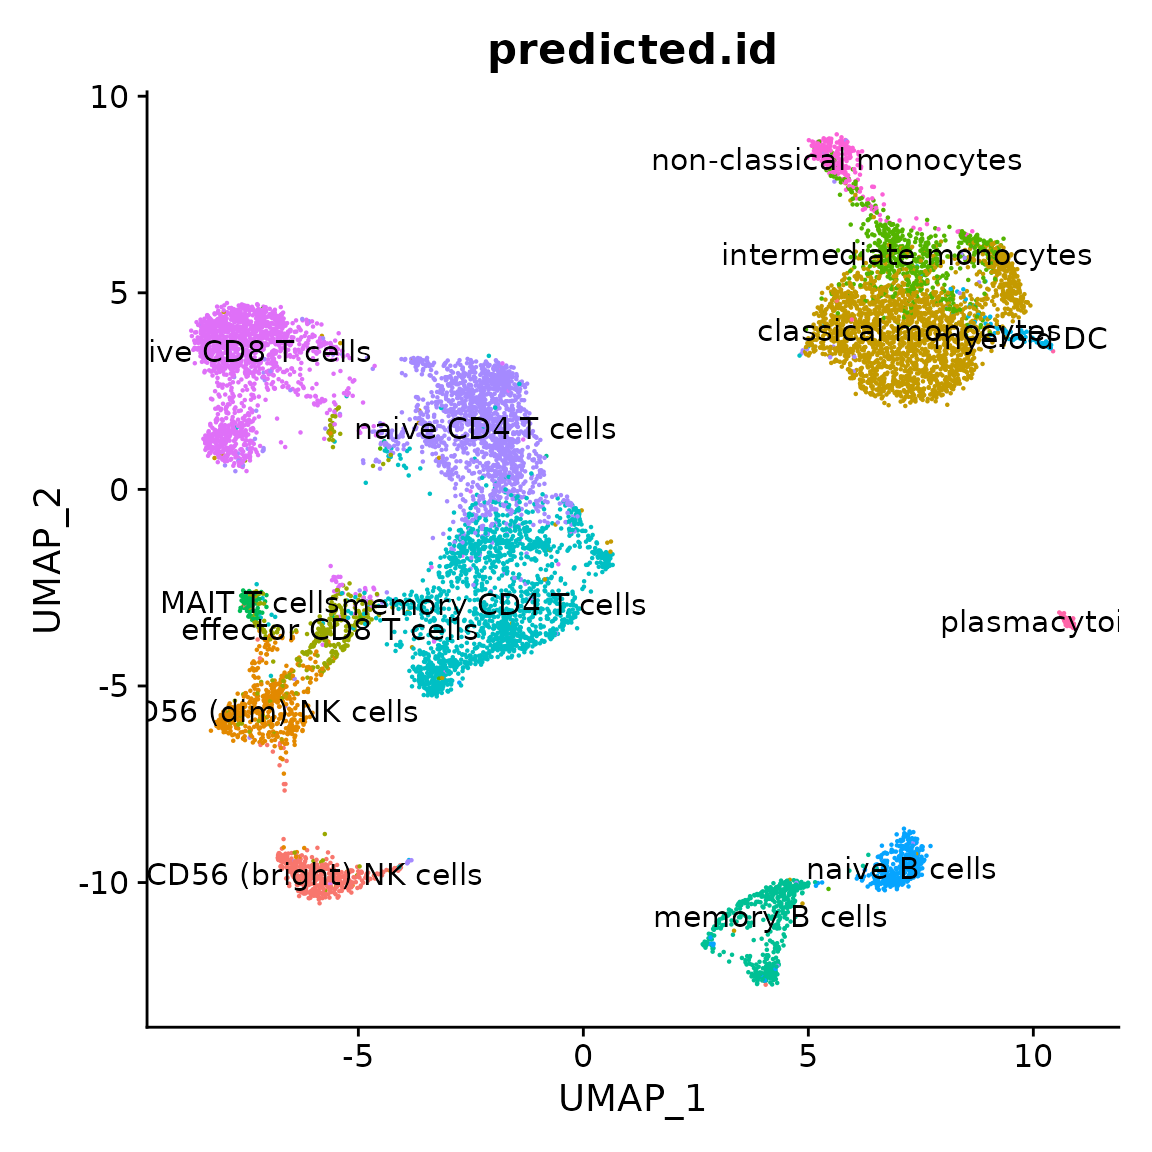 predicted.id
10
5
0
-5
-10
UMAP_2
non-classical monocytes
intermediate monocytes
classical monocytes
myeloid DC
ive CD8 T cells
naive CD4 T cells
MAIT T cells
memory CD4 T cells
effector CD8 T cells
plasmacytoi
D56 (dim) NK cells
CD56 (bright) NK cells
naive B cells
memory B cells
-5
0
5
10
UMAP_1